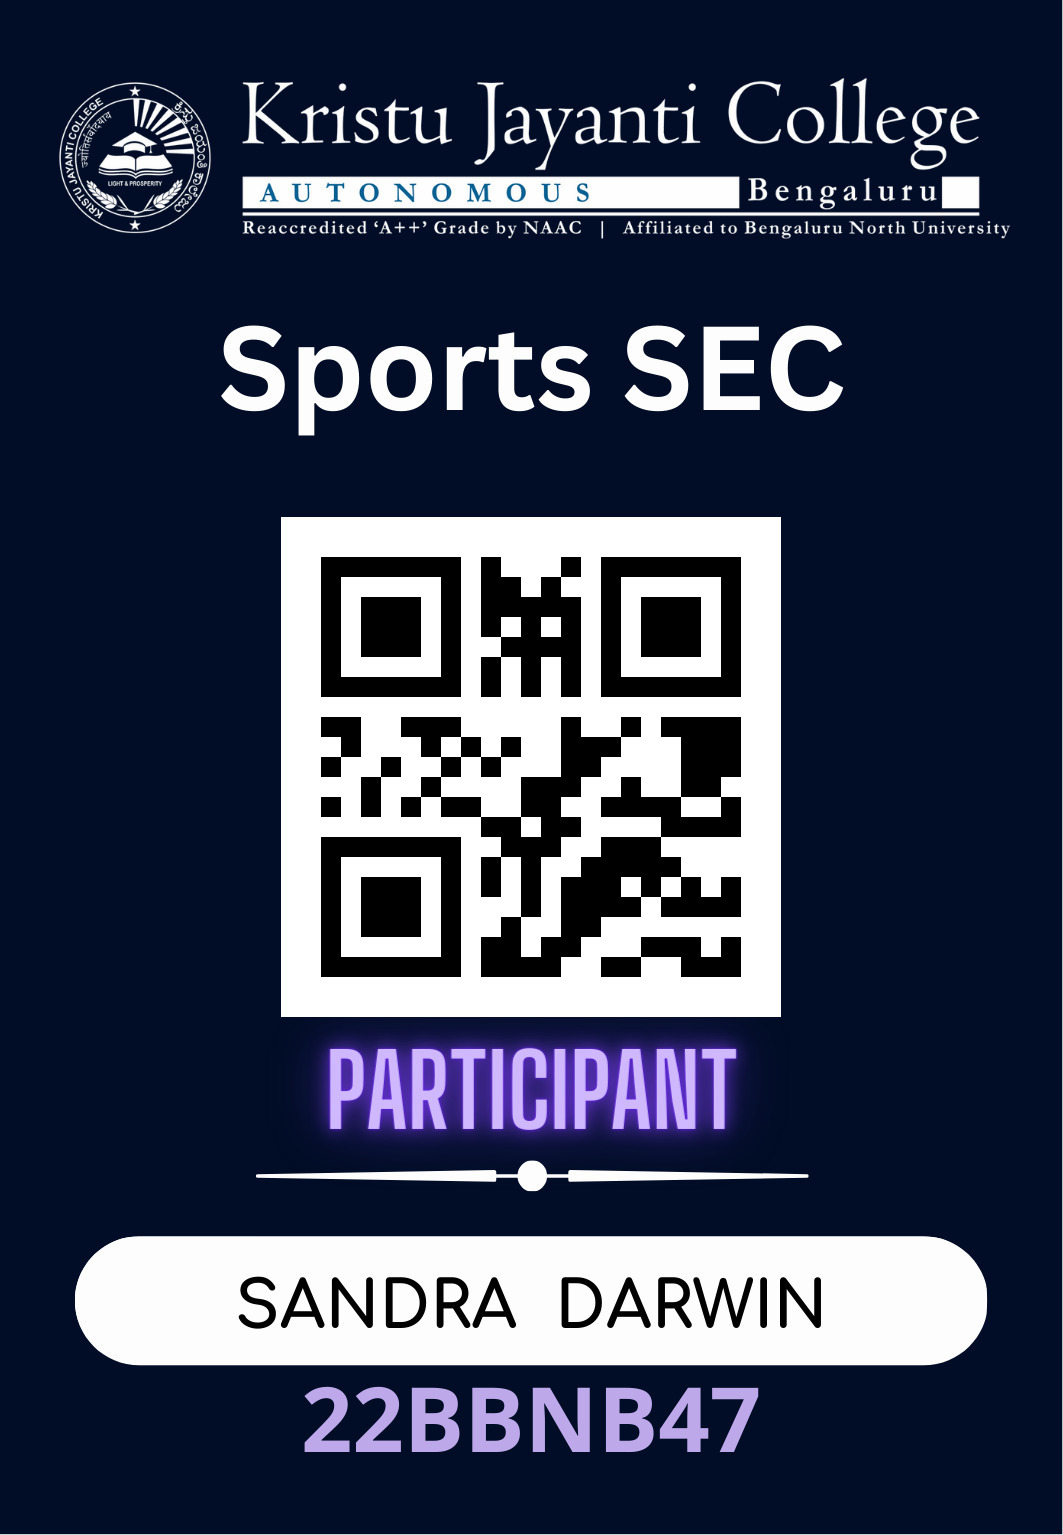 KRISTU JAYANTI COLLEGE
ಕ್ರಿಸ್ತು ಜಯಂತಿ ಕಾಲೇಜು
LIGHT & PROSPERITY
Kristu Jayanti College
AUTONOMOUS Bengaluru
Reaccredited ‘A++’ Grade by NAAC | Affiliated to Bengaluru North University
Sports SEC
PARTICIPANT
SANDRA DARWIN
22BBNB47